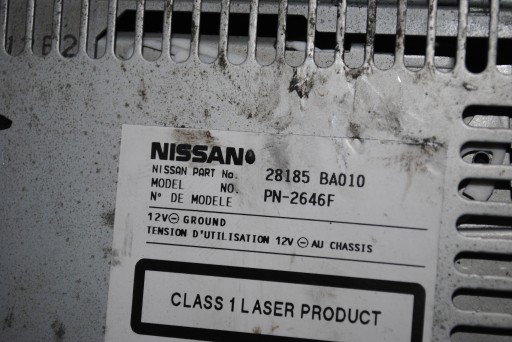 NISSAN
NISSAN PART No. 28185 BA010
MODEL NO. PN-2646F
N° DE MODELE
12V⊖ GROUND
TENSION D'UTILISATION 12V⊖ AU CHASSIS
CLASS 1 LASER PRODUCT